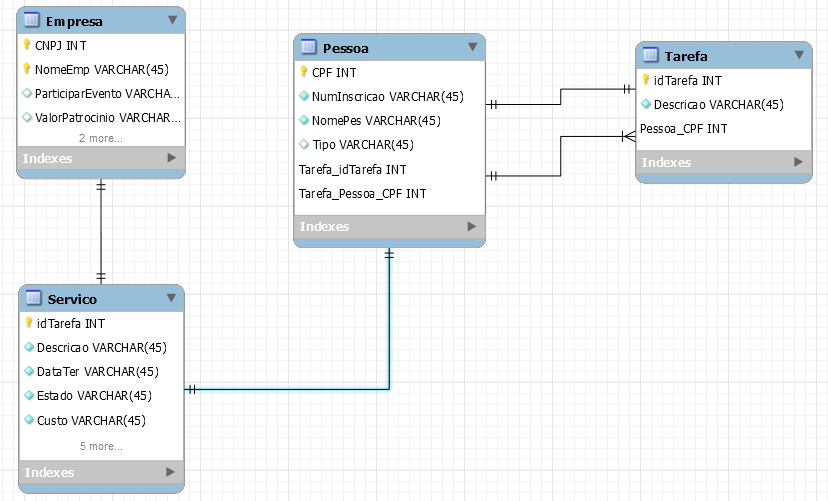 Empresa
CNPJ INT
NomeEmp VARCHAR(45)
ParticiparEvento VARCHA...
ValorPatrocinio VARCHAR...
2 more...
Indexes
Pessoa
CPF INT
NumInscricao VARCHAR(45)
NomePes VARCHAR(45)
Tipo VARCHAR(45)
Tarefa_idTarefa INT
Tarefa_Pessoa_CPF INT
Indexes
Tarefa
idTarefa INT
Descricao VARCHAR(45)
Pessoa_CPF INT
Indexes
Servico
idTarefa INT
Descricao VARCHAR(45)
DataTer VARCHAR(45)
Estado VARCHAR(45)
Custo VARCHAR(45)
5 more...
Indexes